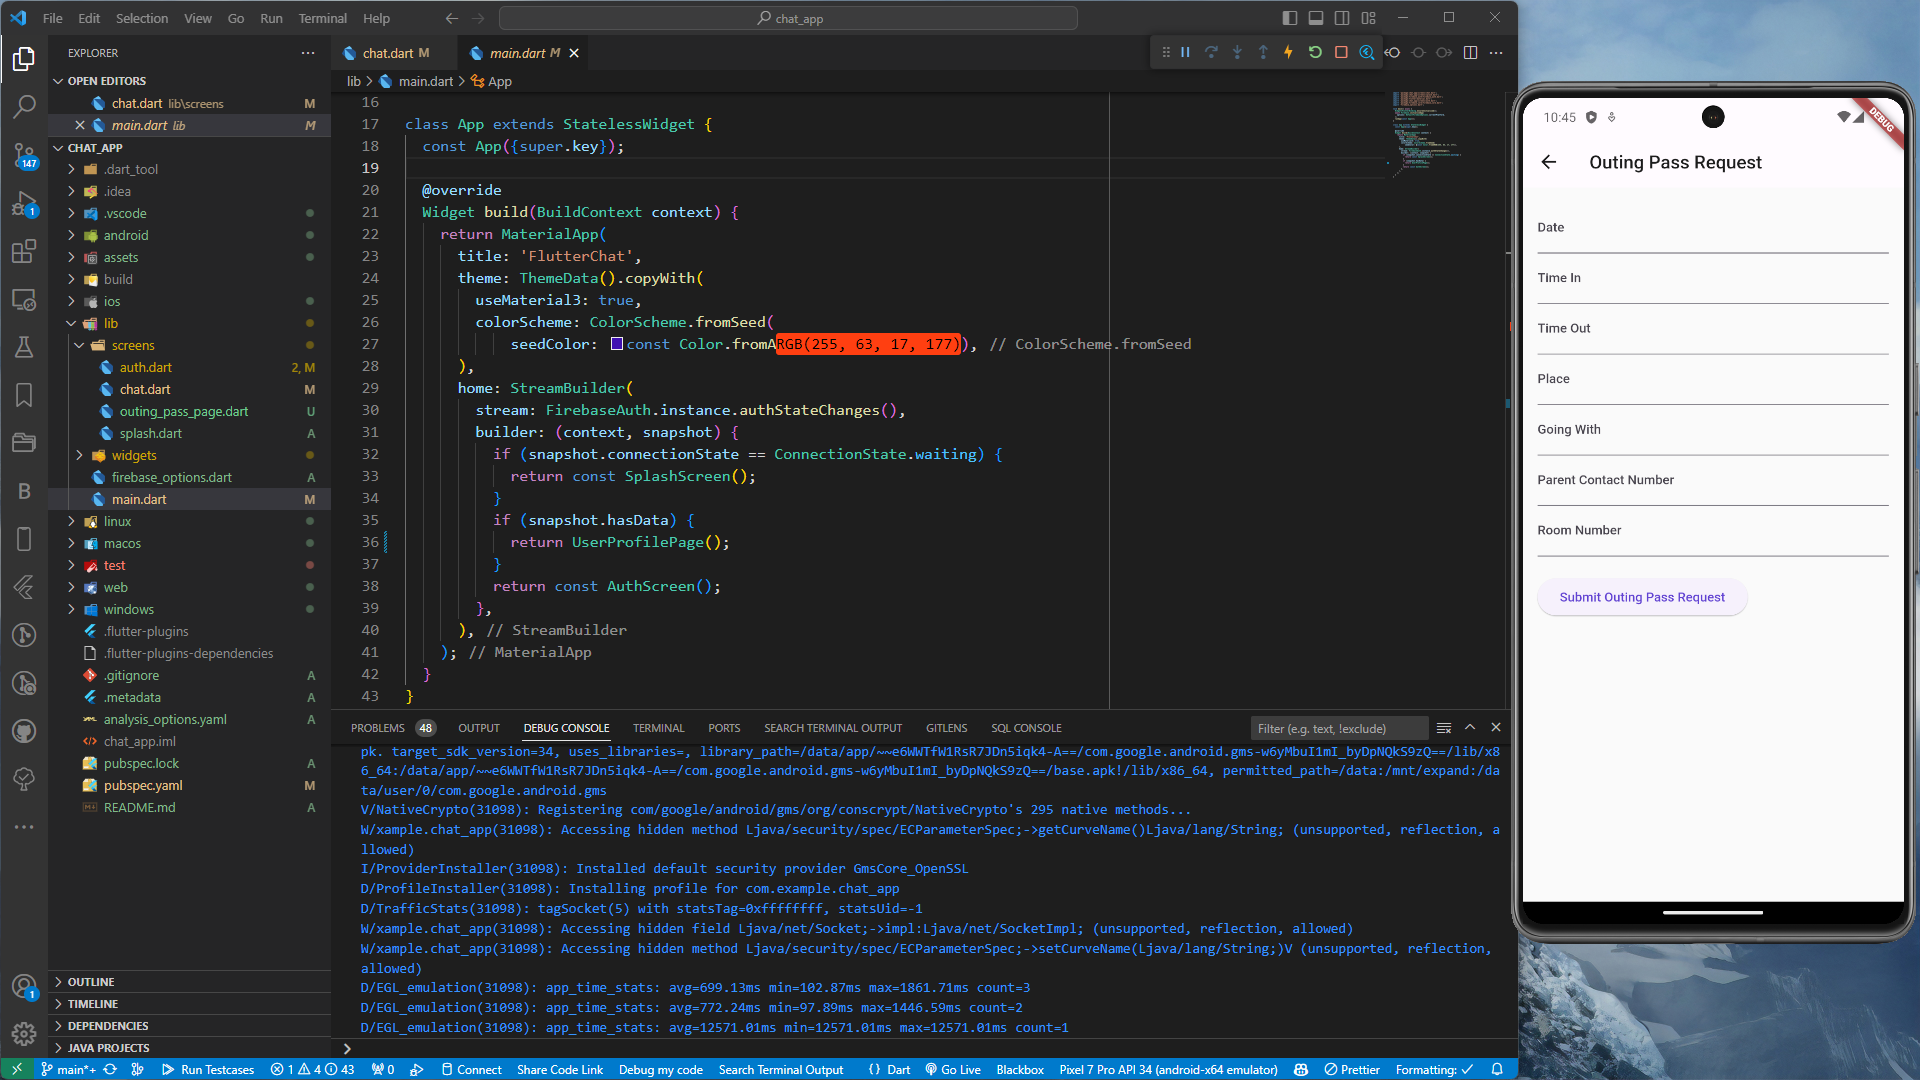 File Edit Selection View Go Run Terminal Help
chat_app
EXPLORER
OPEN EDITORS
chat.dart lib\screens M
main.dart lib M
CHAT_APP
.dart_tool
.idea
.vscode
android
assets
build
ios
lib
screens
auth.dart 2, M
chat.dart M
outing_pass_page.dart U
splash.dart A
widgets
firebase_options.dart A
main.dart M
linux
macos
test
web
windows
.flutter-plugins
.flutter-plugins-dependencies
.gitignore A
.metadata A
analysis_options.yaml A
chat_app.iml
pubspec.lock A
pubspec.yaml M
README.md A
OUTLINE
TIMELINE
DEPENDENCIES
JAVA PROJECTS
147
1
B
1
chat.dart M main.dart M
lib > main.dart > App
16
17 class App extends StatelessWidget {
18 const App({super.key});
19
20 @override
21 Widget build(BuildContext context) {
22 return MaterialApp(
23 title: 'FlutterChat',
24 theme: ThemeData().copyWith(
25 useMaterial3: true,
26 colorScheme: ColorScheme.fromSeed(
27 seedColor: const Color.fromARGB(255, 63, 17, 177)), // ColorScheme.fromSeed
28 ),
29 home: StreamBuilder(
30 stream: FirebaseAuth.instance.authStateChanges(),
31 builder: (context, snapshot) {
32 if (snapshot.connectionState == ConnectionState.waiting) {
33 return const SplashScreen();
34 }
35 if (snapshot.hasData) {
36 return UserProfilePage();
37 }
38 return const AuthScreen();
39 },
40 ), // StreamBuilder
41 ); // MaterialApp
42 }
43 }
PROBLEMS 48 OUTPUT DEBUG CONSOLE TERMINAL PORTS SEARCH TERMINAL OUTPUT GITLENS SQL CONSOLE Filter (e.g. text, !exclude)
pk. target_sdk_version=34, uses_libraries=, library_path=/data/app/~~e6WWTfW1RsR7JDn5iqk4-A==/com.google.android.gms-w6yMbuI1mI_byDpNQkS9zQ==/lib/x8
6_64:/data/app/~~e6WWTfW1RsR7JDn5iqk4-A==/com.google.android.gms-w6yMbuI1mI_byDpNQkS9zQ==/base.apk!/lib/x86_64, permitted_path=/data:/mnt/expand:/da
ta/user/0/com.google.android.gms
V/NativeCrypto(31098): Registering com/google/android/gms/org/conscrypt/NativeCrypto's 295 native methods...
W/xample.chat_app(31098): Accessing hidden method Ljava/security/spec/ECParameterSpec;->getCurveName()Ljava/lang/String; (unsupported, reflection, a
llowed)
I/ProviderInstaller(31098): Installed default security provider GmsCore_OpenSSL
D/ProfileInstaller(31098): Installing profile for com.example.chat_app
D/TrafficStats(31098): tagSocket(5) with statsTag=0xffffffff, statsUid=-1
W/xample.chat_app(31098): Accessing hidden field Ljava/net/Socket;->impl:Ljava/net/SocketImpl; (unsupported, reflection, allowed)
W/xample.chat_app(31098): Accessing hidden method Ljava/security/spec/ECParameterSpec;->setCurveName(Ljava/lang/String;)V (unsupported, reflection,
allowed)
D/EGL_emulation(31098): app_time_stats: avg=699.13ms min=102.87ms max=1861.71ms count=3
D/EGL_emulation(31098): app_time_stats: avg=772.24ms min=97.89ms max=1446.59ms count=2
D/EGL_emulation(31098): app_time_stats: avg=12571.01ms min=12571.01ms max=12571.01ms count=1
main*+ Run Testcases 1 4 43 0 Connect Share Code Link Debug my code Search Terminal Output {} Dart Go Live Blackbox Pixel 7 Pro API 34 (android-x64 emulator) Prettier Formatting: ✓
10:45
DEBUG
Outing Pass Request
Date
Time In
Time Out
Place
Going With
Parent Contact Number
Room Number
Submit Outing Pass Request